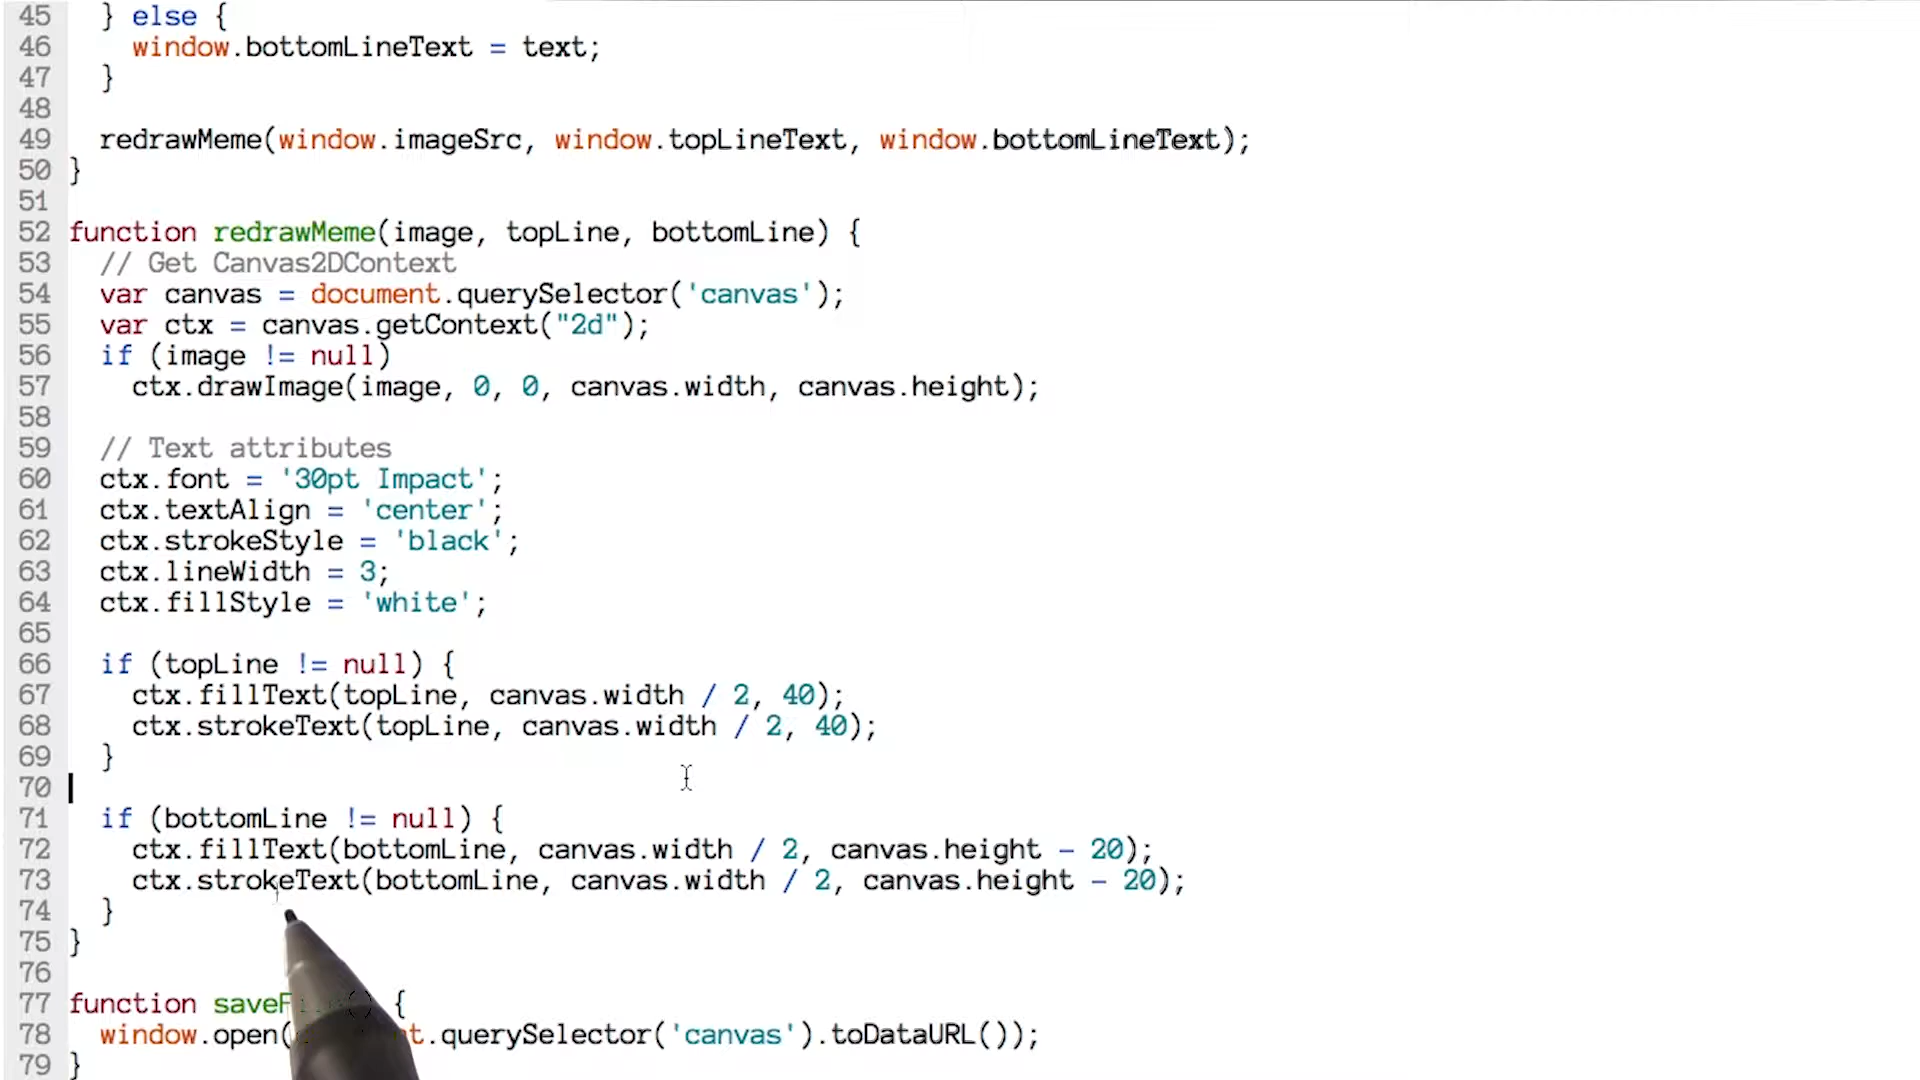 45 } else {
46 window.bottomLineText = text;
47 }
48
49 redrawMeme(window.imageSrc, window.topLineText, window.bottomLineText);
50 }
51
52 function redrawMeme(image, topLine, bottomLine) {
53 // Get Canvas2DContext
54 var canvas = document.querySelector('canvas');
55 var ctx = canvas.getContext("2d");
56 if (image != null)
57 ctx.drawImage(image, 0, 0, canvas.width, canvas.height);
58
59 // Text attributes
60 ctx.font = '30pt Impact';
61 ctx.textAlign = 'center';
62 ctx.strokeStyle = 'black';
63 ctx.lineWidth = 3;
64 ctx.fillStyle = 'white';
65
66 if (topLine != null) {
67 ctx.fillText(topLine, canvas.width / 2, 40);
68 ctx.strokeText(topLine, canvas.width / 2, 40);
69 }
70
71 if (bottomLine != null) {
72 ctx.fillText(bottomLine, canvas.width / 2, canvas.height - 20);
73 ctx.strokeText(bottomLine, canvas.width / 2, canvas.height - 20);
74 }
75 }
76
77 function saveFile() {
78 window.open( .querySelector('canvas').toDataURL());
79 }